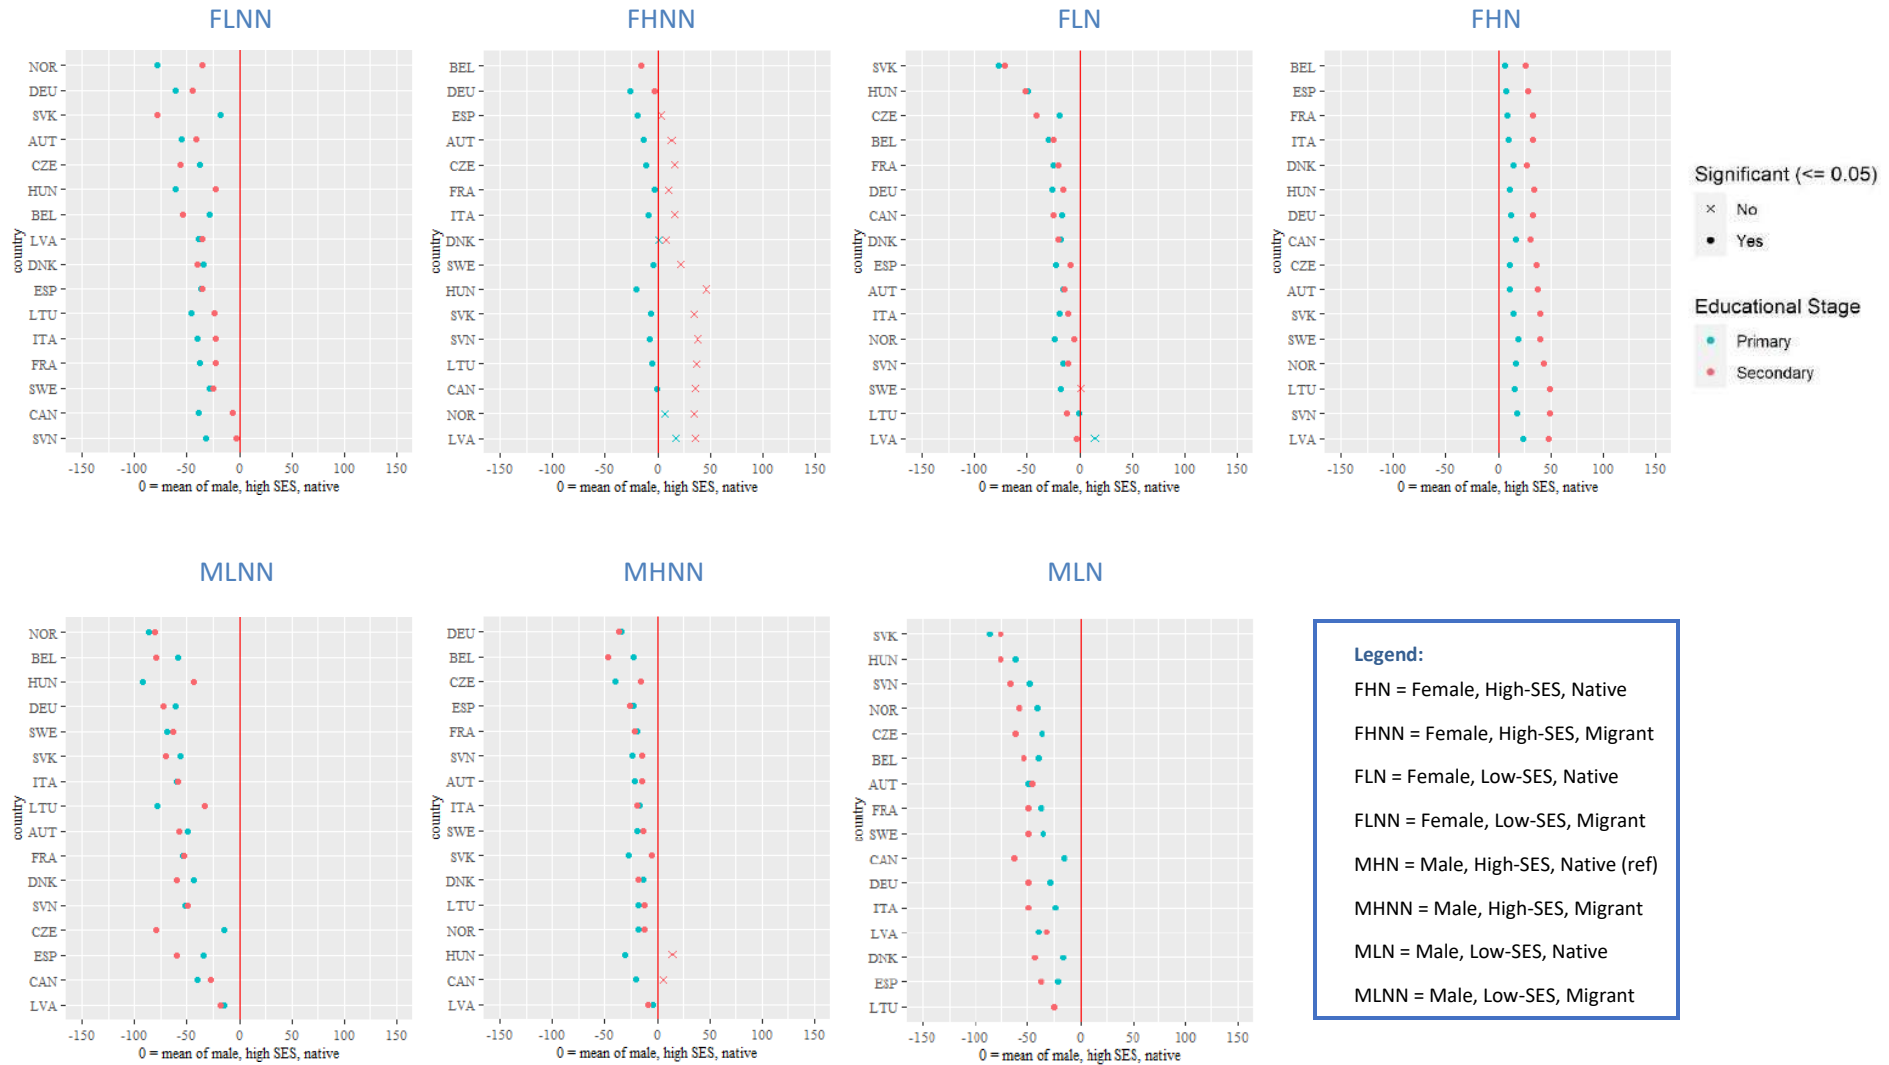 FLNN
NOR
DEU
SVK
AUT
CZE
HUN
BEL
LVA
DNK
ESP
LTU
ITA
FRA
SWE
CAN
SVN
country
-150 -100 -50 0 50 100 150
0 = mean of male, high SES, native
FHNN
BEL
DEU
ESP
AUT
CZE
FRA
ITA
DNK
SWE
HUN
SVK
SVN
LTU
CAN
NOR
LVA
country
-150 -100 -50 0 50 100 150
0 = mean of male, high SES, native
FLN
SVK
HUN
CZE
BEL
FRA
DEU
CAN
DNK
ESP
AUT
ITA
NOR
SVN
SWE
LTU
LVA
country
-150 -100 -50 0 50 100 150
0 = mean of male, high SES, native
FHN
BEL
ESP
FRA
ITA
DNK
HUN
DEU
CAN
CZE
AUT
SVK
SWE
NOR
LTU
SVN
LVA
country
-150 -100 -50 0 50 100 150
0 = mean of male, high SES, native
Significant (<= 0.05)
No
Yes
Educational Stage
Primary
Secondary
MLNN
NOR
BEL
HUN
DEU
SWE
SVK
ITA
LTU
AUT
FRA
DNK
SVN
CZE
ESP
CAN
LVA
country
-150 -100 -50 0 50 100 150
0 = mean of male, high SES, native
MHNN
DEU
BEL
CZE
ESP
FRA
SVN
AUT
ITA
SWE
SVK
DNK
LTU
NOR
HUN
CAN
LVA
country
-150 -100 -50 0 50 100 150
0 = mean of male, high SES, native
MLN
SVK
HUN
SVN
NOR
CZE
BEL
AUT
FRA
SWE
CAN
DEU
ITA
LVA
DNK
ESP
LTU
country
-150 -100 -50 0 50 100 150
0 = mean of male, high SES, native
Legend:
FHN = Female, High-SES, Native
FHNN = Female, High-SES, Migrant
FLN = Female, Low-SES, Native
FLNN = Female, Low-SES, Migrant
MHN = Male, High-SES, Native (ref)
MHNN = Male, High-SES, Migrant
MLN = Male, Low-SES, Native
MLNN = Male, Low-SES, Migrant